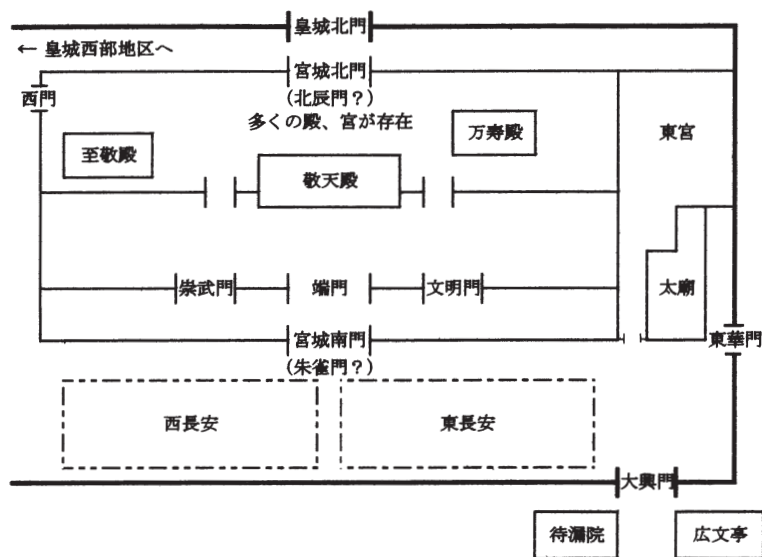 皇城北門
← 皇城西部地区へ
宮城北門
西門
(北辰門？)
多くの殿、宮が存在
万寿殿
東宮
至敬殿
敬天殿
崇武門
端門
文明門
太廟
宮城南門
東華門
(朱雀門？)
西長安
東長安
大興門
待漏院
広文亭